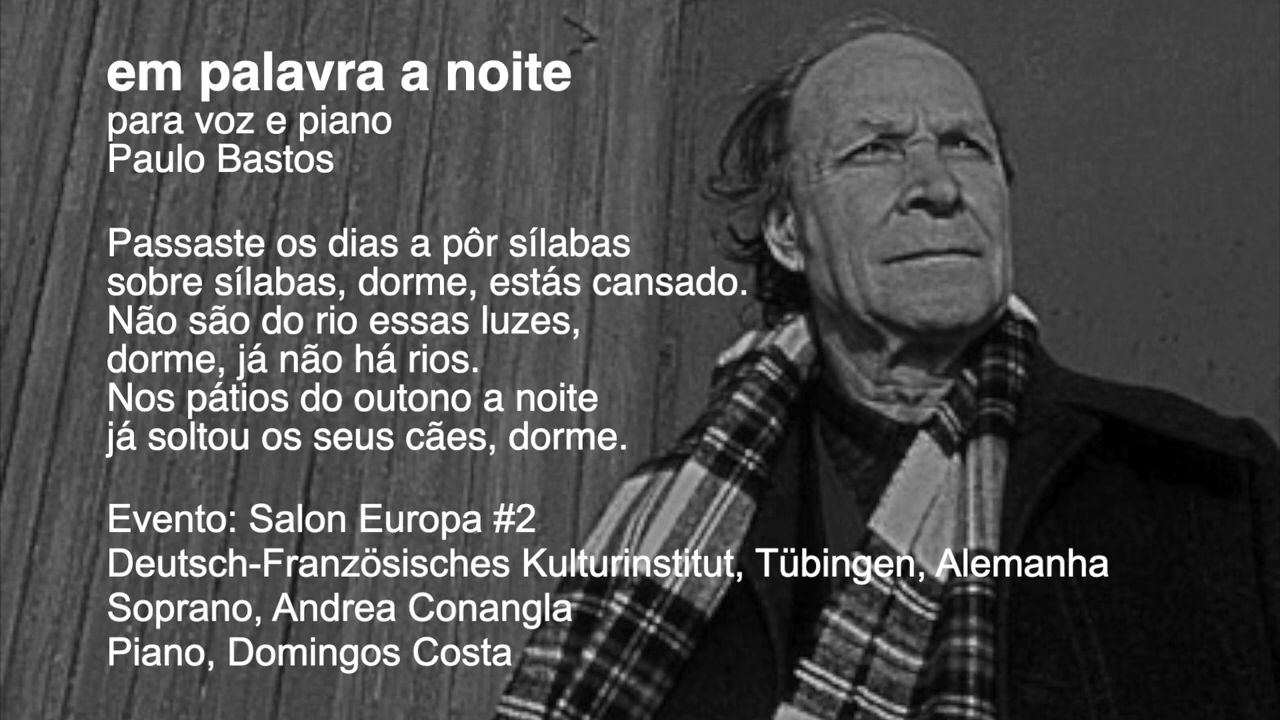 em palavra a noite
para voz e piano
Paulo Bastos
Passaste os dias a pôr sílabas
sobre sílabas, dorme, estás cansado.
Não são do rio essas luzes,
dorme, já não há rios.
Nos pátios do outono a noite
já soltou os seus cães, dorme.
Evento: Salon Europa #2
Deutsch-Französisches Kulturinstitut, Tübingen, Alemanha
Soprano, Andrea Conangla
Piano, Domingos Costa